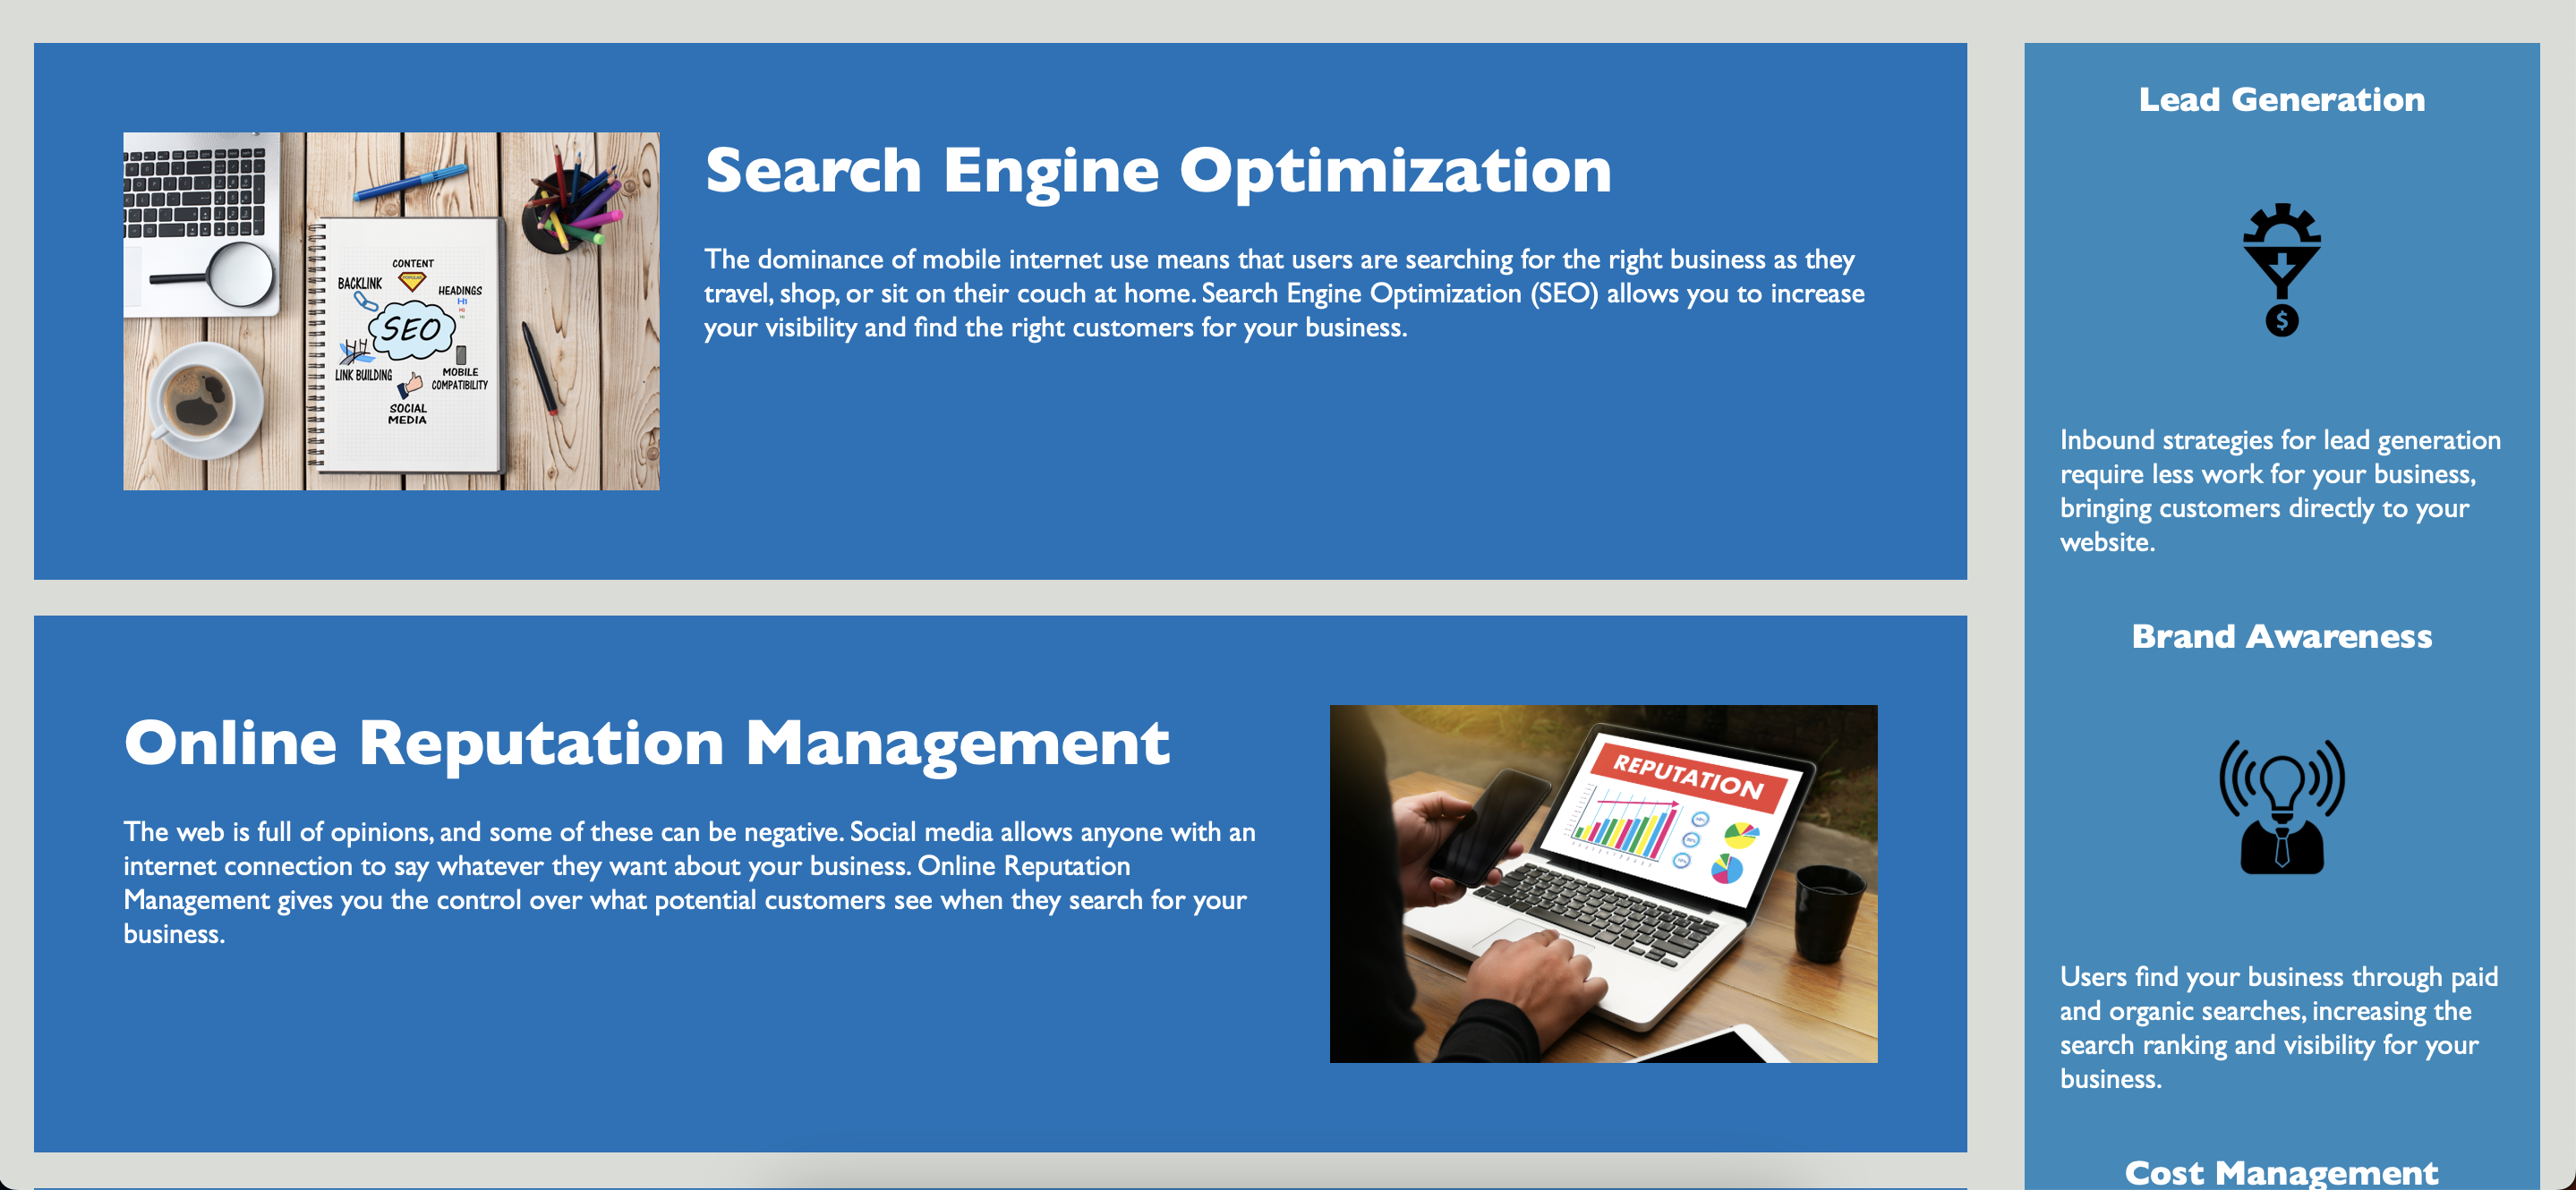 Search Engine Optimization
The dominance of mobile internet use means that users are searching for the right business as they
travel, shop, or sit on their couch at home. Search Engine Optimization (SEO) allows you to increase
your visibility and find the right customers for your business.
CONTENT
POPULAR
BACKLINK
HEADINGS
H1
H2
H3
SEO
LINK BUILDING
MOBILE
COMPATIBILITY
SOCIAL
MEDIA
Online Reputation Management
The web is full of opinions, and some of these can be negative. Social media allows anyone with an
internet connection to say whatever they want about your business. Online Reputation
Management gives you the control over what potential customers see when they search for your
business.
REPUTATION
Lead Generation
$
Inbound strategies for lead generation
require less work for your business,
bringing customers directly to your
website.
Brand Awareness
Users find your business through paid
and organic searches, increasing the
search ranking and visibility for your
business.
Cost Management